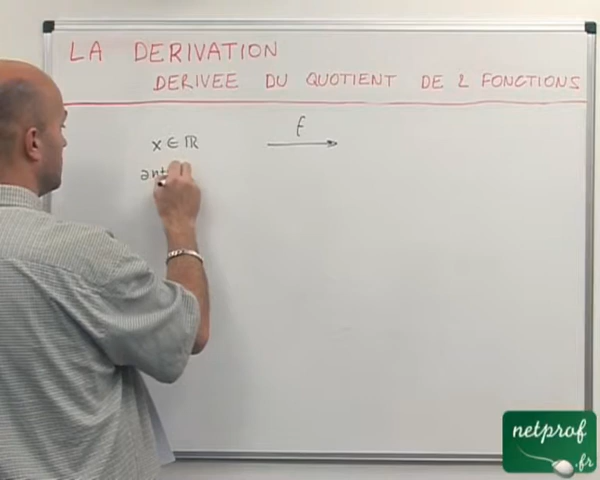 LA DERIVATION
DERIVEE DU QUOTIENT DE 2 FONCTIONS
f
x ∈ ℝ
netprof
.fr